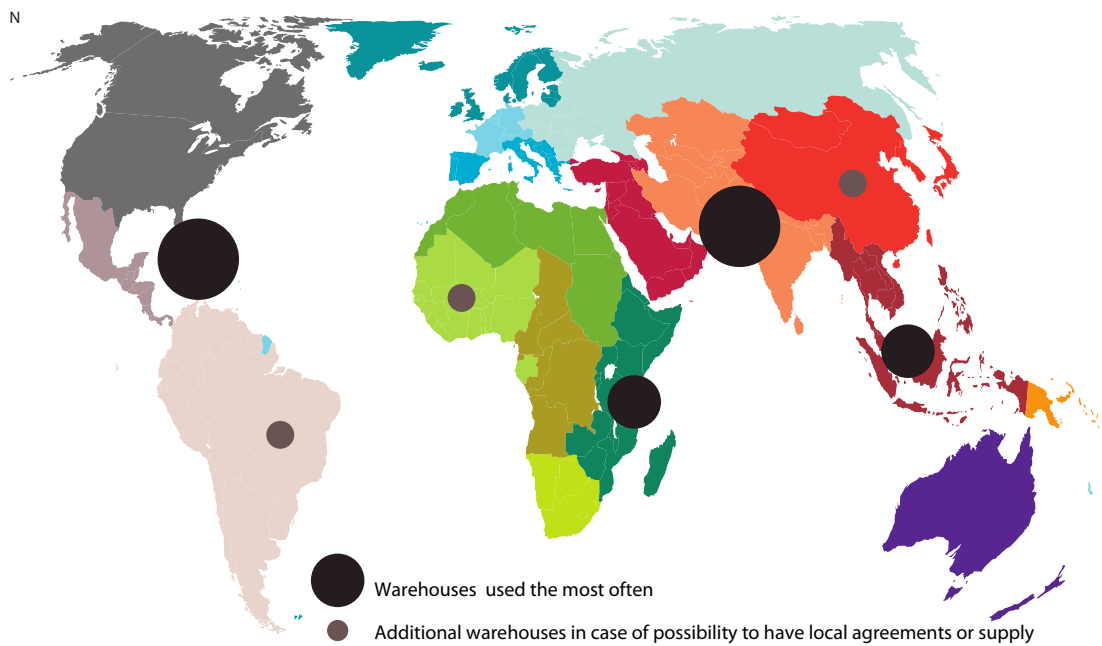 N
Warehouses  used the most often
Additional warehouses in case of possibility to have local agreements or supply